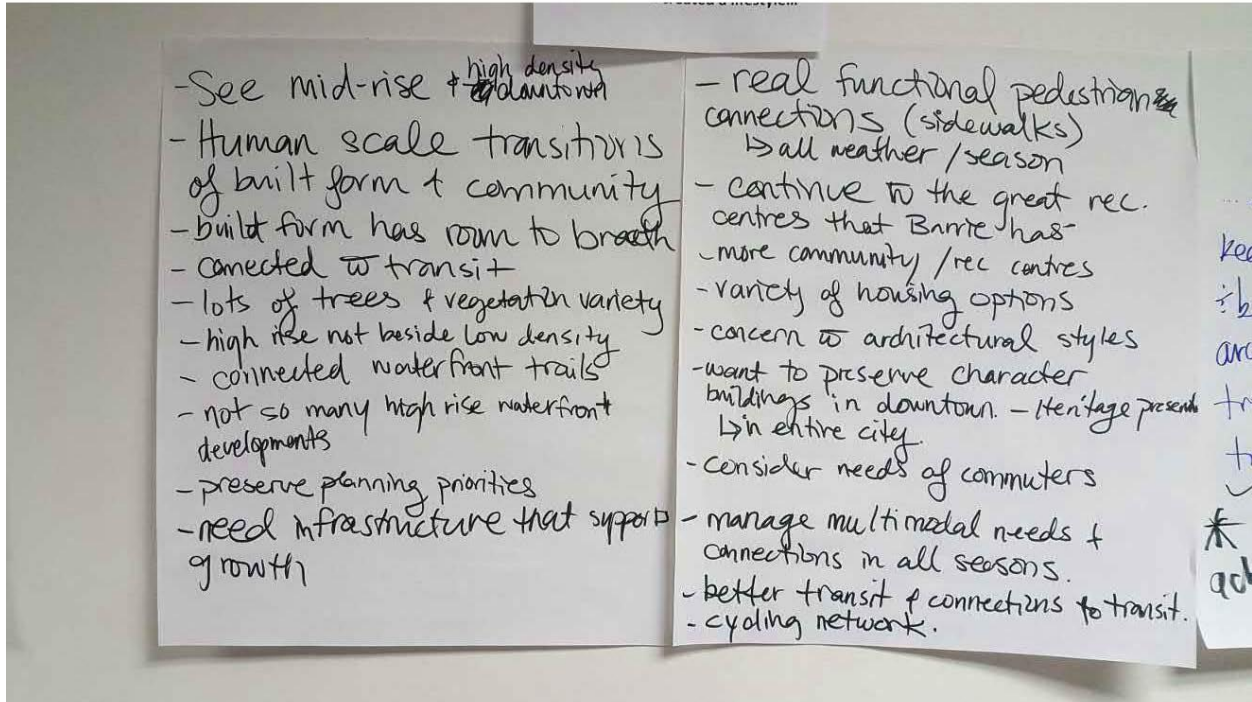 created a lifestyle...
- See mid-rise & high density downtown
- Human scale transitions
of built form & community
- built form has room to breath
- connected w transit
- lots of trees & vegetation variety
- high rise not beside low density
- connected waterfront trails
- not so many high rise waterfront
developments
- preserve planning priorities
- need infrastructure that support
growth
- real functional pedestrian
connections (sidewalks)
↳ all weather / season
- continue w the great rec.
centres that Barrie has
- more community / rec centres
- variety of housing options
- concern w architectural styles
- want to preserve character
buildings in downtown. - Heritage
↳ in entire city.
- consider needs of commuters
- manage multimodal needs &
connections in all seasons.
- better transit & connections to transit.
- cycling network.